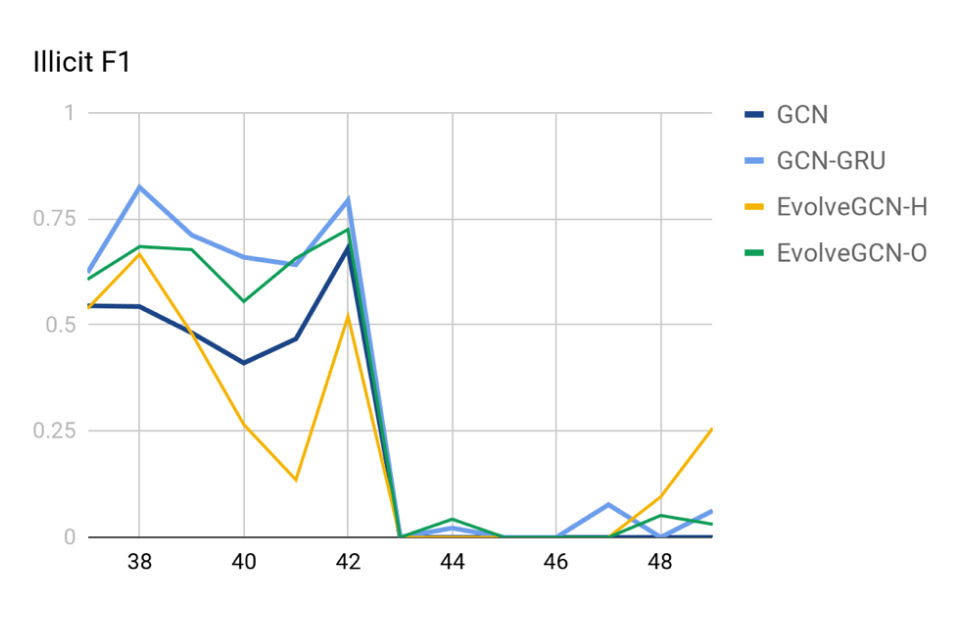 Illicit F1
1
0.75
0.5
0.25
0
38 40 42 44 46 48
GCN
GCN-GRU
EvolveGCN-H
EvolveGCN-O